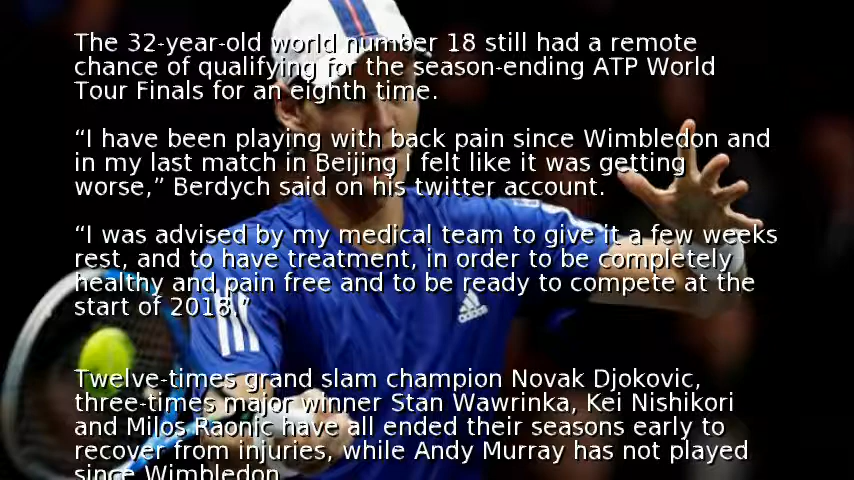 The 32-year-old world number 18 still had a remote
chance of qualifying for the season-ending ATP World
Tour Finals for an eighth time.
“I have been playing with back pain since Wimbledon and
in my last match in Beijing I felt like it was getting
worse,” Berdych said on his twitter account.
“I was advised by my medical team to give it a few weeks
rest, and to have treatment, in order to be completely
healthy and pain free and to be ready to compete at the
start of 2018.”
Twelve-times grand slam champion Novak Djokovic,
three-times major winner Stan Wawrinka, Kei Nishikori
and Milos Raonic have all ended their seasons early to
recover from injuries, while Andy Murray has not played
since Wimbledon